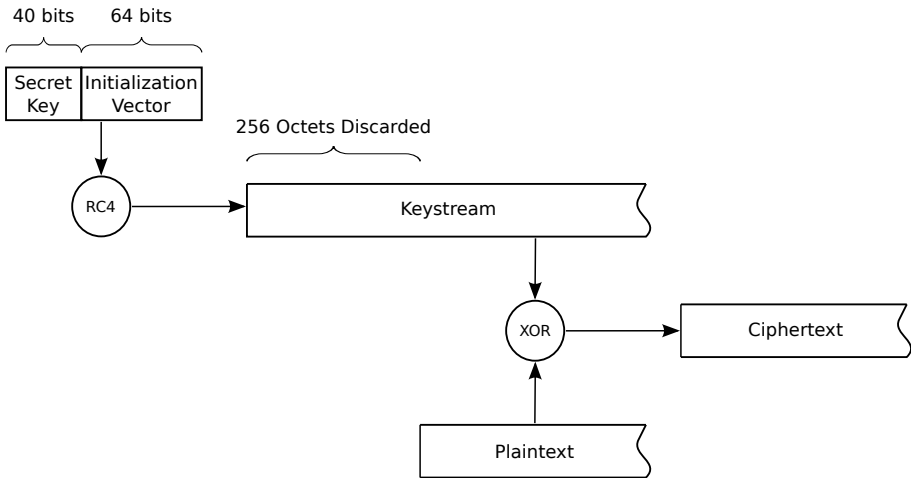 40 bits
64 bits
Secret
Key
Initialization
Vector
256 Octets Discarded
RC4
Keystream
XOR
Ciphertext
Plaintext